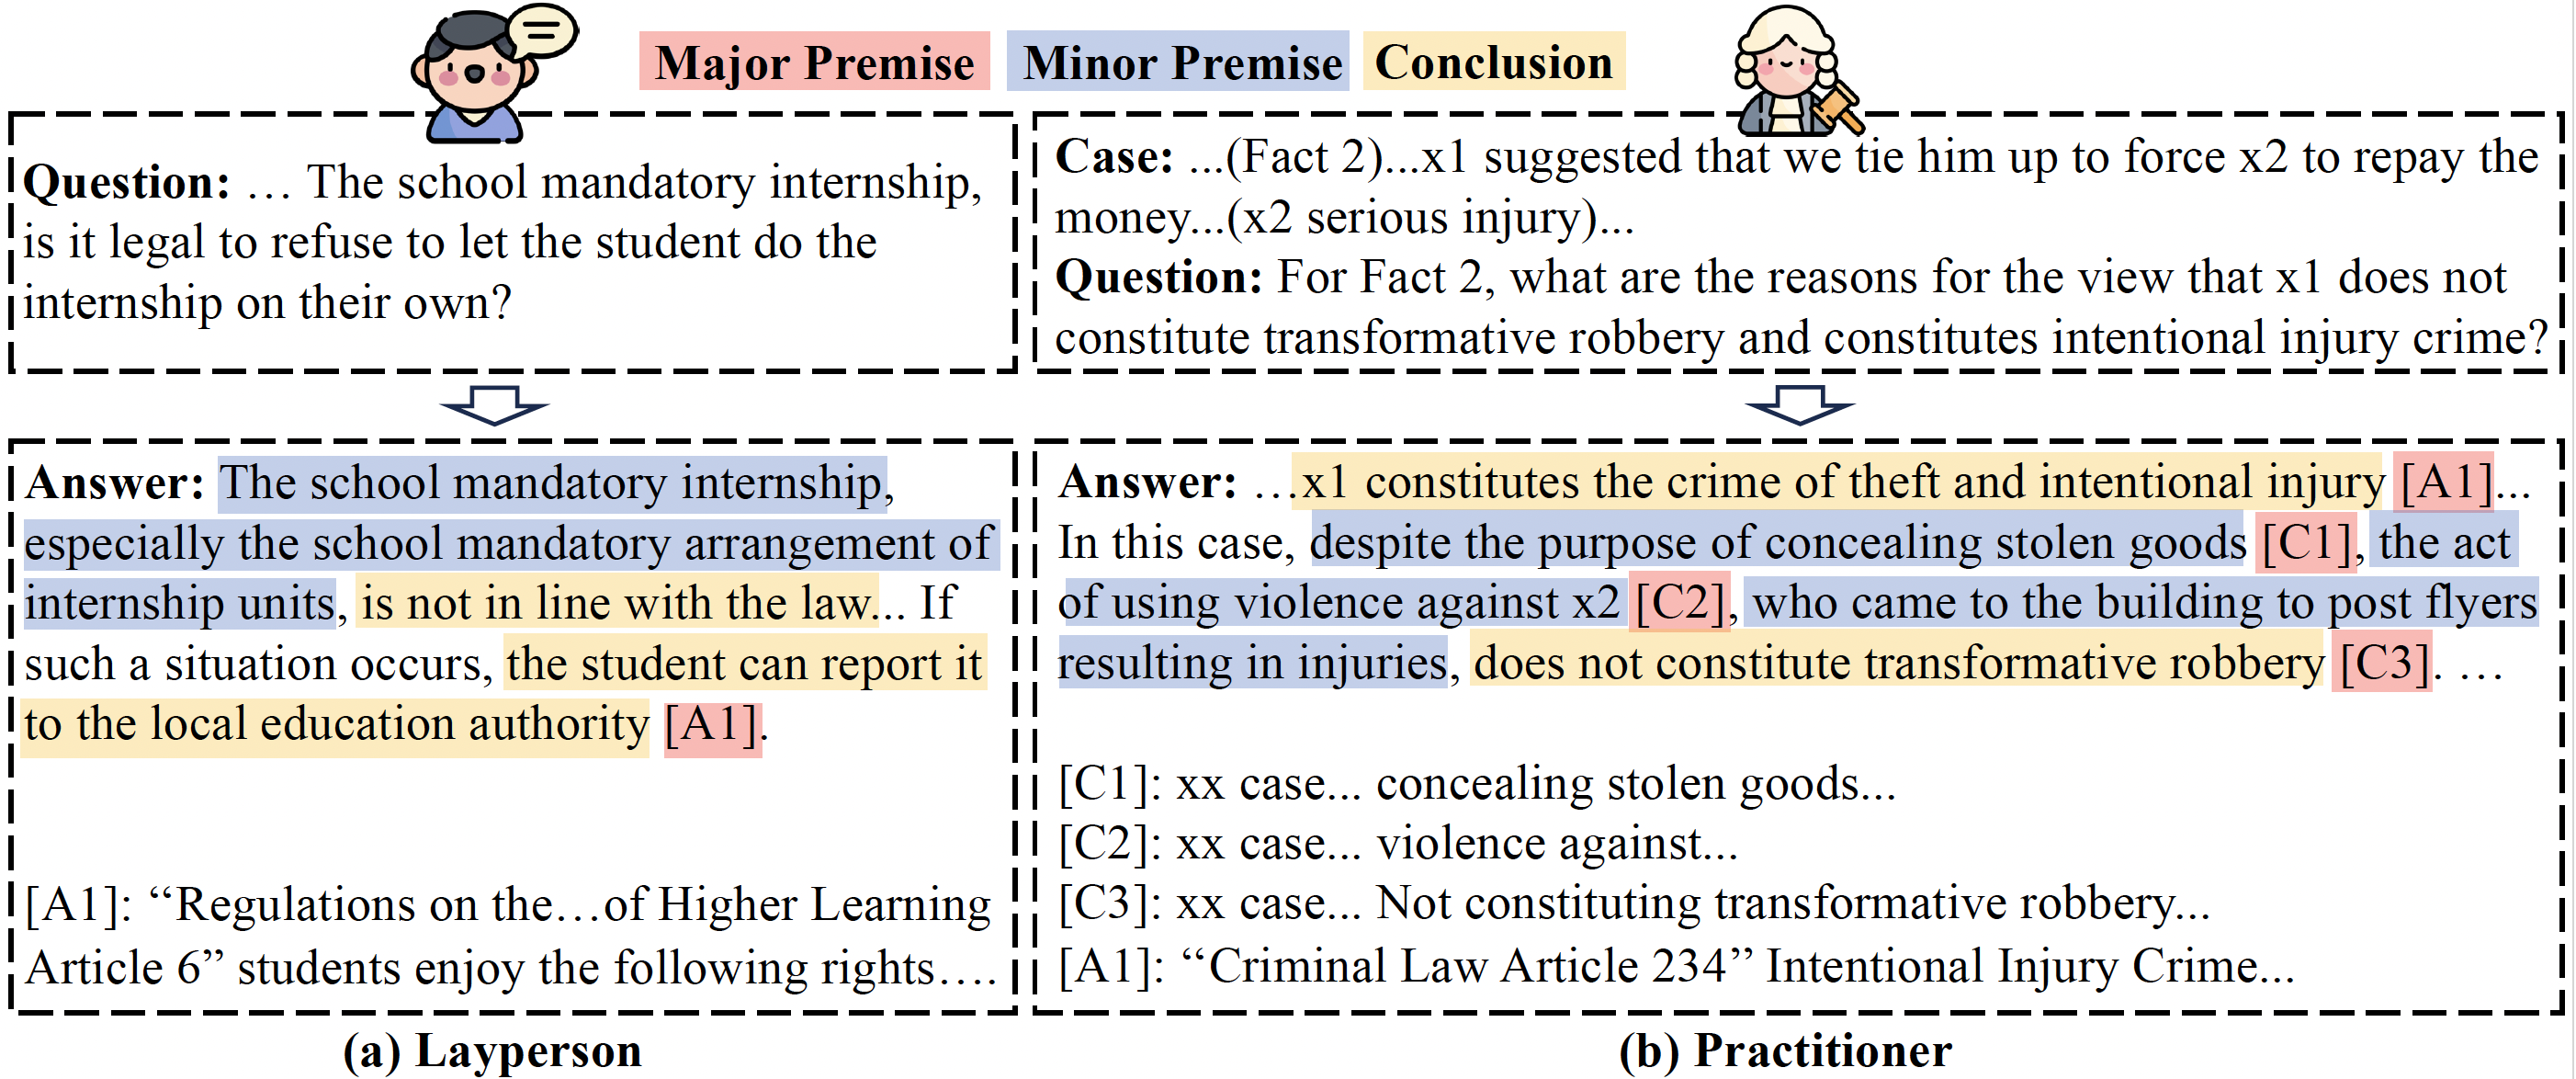 Major Premise Minor Premise Conclusion
Question: … The school mandatory internship,
is it legal to refuse to let the student do the
internship on their own?
Case: ...(Fact 2)...x1 suggested that we tie him up to force x2 to repay the
money...(x2 serious injury)...
Question: For Fact 2, what are the reasons for the view that x1 does not
constitute transformative robbery and constitutes intentional injury crime?
Answer: The school mandatory internship,
especially the school mandatory arrangement of
internship units, is not in line with the law... If
such a situation occurs, the student can report it
to the local education authority [A1].
[A1]: “Regulations on the…of Higher Learning
Article 6” students enjoy the following rights….
Answer: …x1 constitutes the crime of theft and intentional injury [A1]...
In this case, despite the purpose of concealing stolen goods [C1], the act
of using violence against x2 [C2], who came to the building to post flyers
resulting in injuries, does not constitute transformative robbery [C3]. …
[C1]: xx case... concealing stolen goods...
[C2]: xx case... violence against...
[C3]: xx case... Not constituting transformative robbery...
[A1]: “Criminal Law Article 234” Intentional Injury Crime...
(a) Layperson
(b) Practitioner